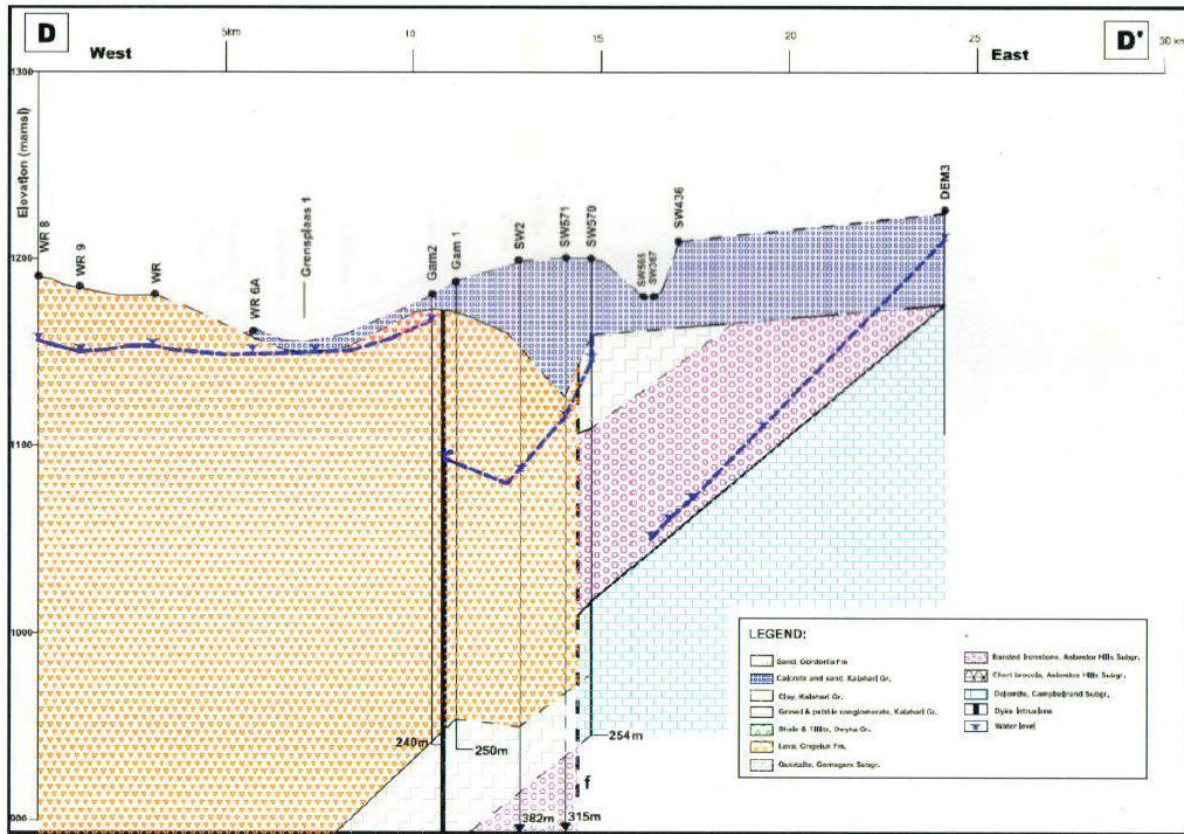 D
West
5km
10
15
20
25
30 km
D'
East
1300
Elevation (mamsl)
1200
1100
1000
900
WR 8
WR 9
WR
WR 6A
Grensplaas 1
Gam2
Gam 1
SW2
SW571
SW570
SW565
SW367
SW436
DEM3
240m
250m
254m
382m
315m
f
LEGEND:
Sand, Gordonia Fm
Calcrete and sand, Kalahari Gr.
Clay, Kalahari Gr.
Gravel & pebble conglomerate, Kalahari Gr.
Shale & Tillite, Dwyka Gr.
Lava, Ongeluk Fm.
Quartzite, Gamagara Subgr.
Banded Ironstone, Asbestos Hills Subgr.
Chert breccia, Asbestos Hills Subgr.
Dolomite, Campbellrand Subgr.
Dyke Intrusions
Water level